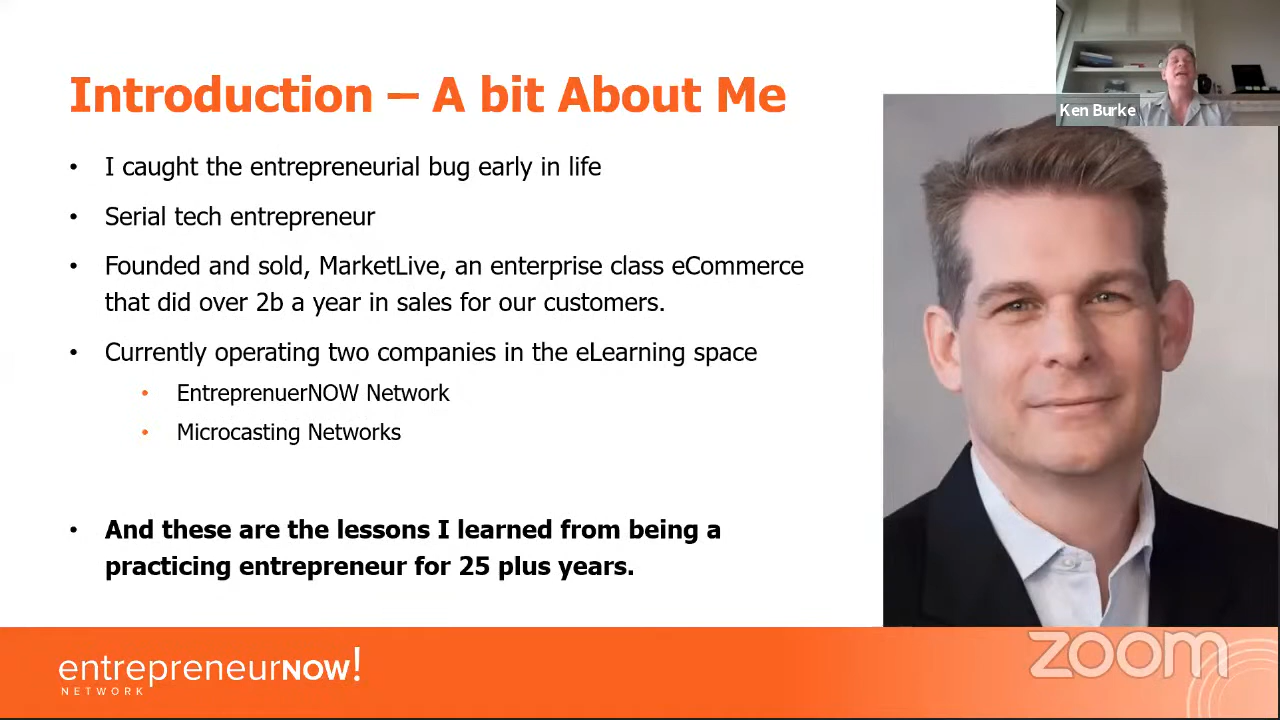 Introduction – A bit About Me
Ken Burke
• I caught the entrepreneurial bug early in life
• Serial tech entrepreneur
• Founded and sold, MarketLive, an enterprise class eCommerce
that did over 2b a year in sales for our customers.
• Currently operating two companies in the eLearning space
• EntreprenuerNOW Network
• Microcasting Networks
• And these are the lessons I learned from being a
practicing entrepreneur for 25 plus years.
entrepreneurNOW!
NETWORK
zoom